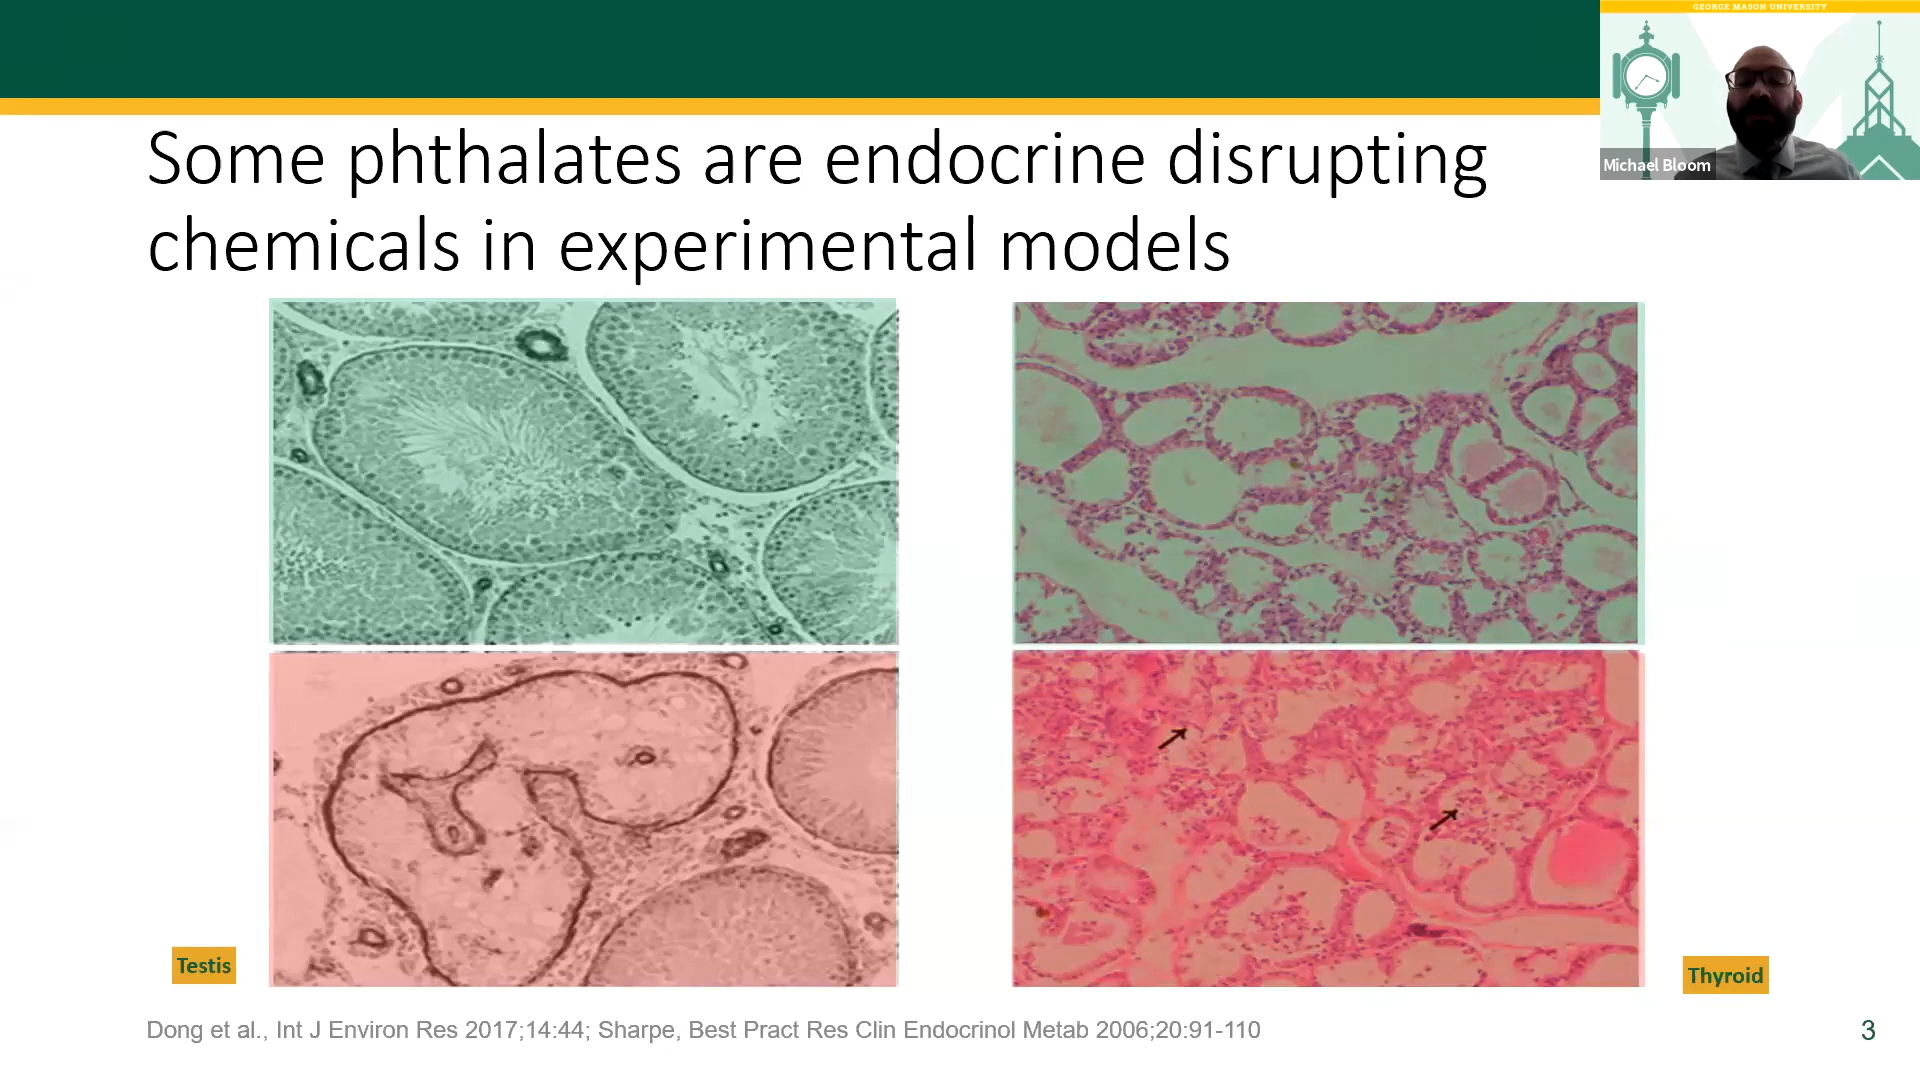 GEORGE MASON UNIVERSITY
Michael Bloom
Some phthalates are endocrine disrupting
chemicals in experimental models
Testis
Thyroid
Dong et al., Int J Environ Res 2017;14:44; Sharpe, Best Pract Res Clin Endocrinol Metab 2006;20:91-110
3